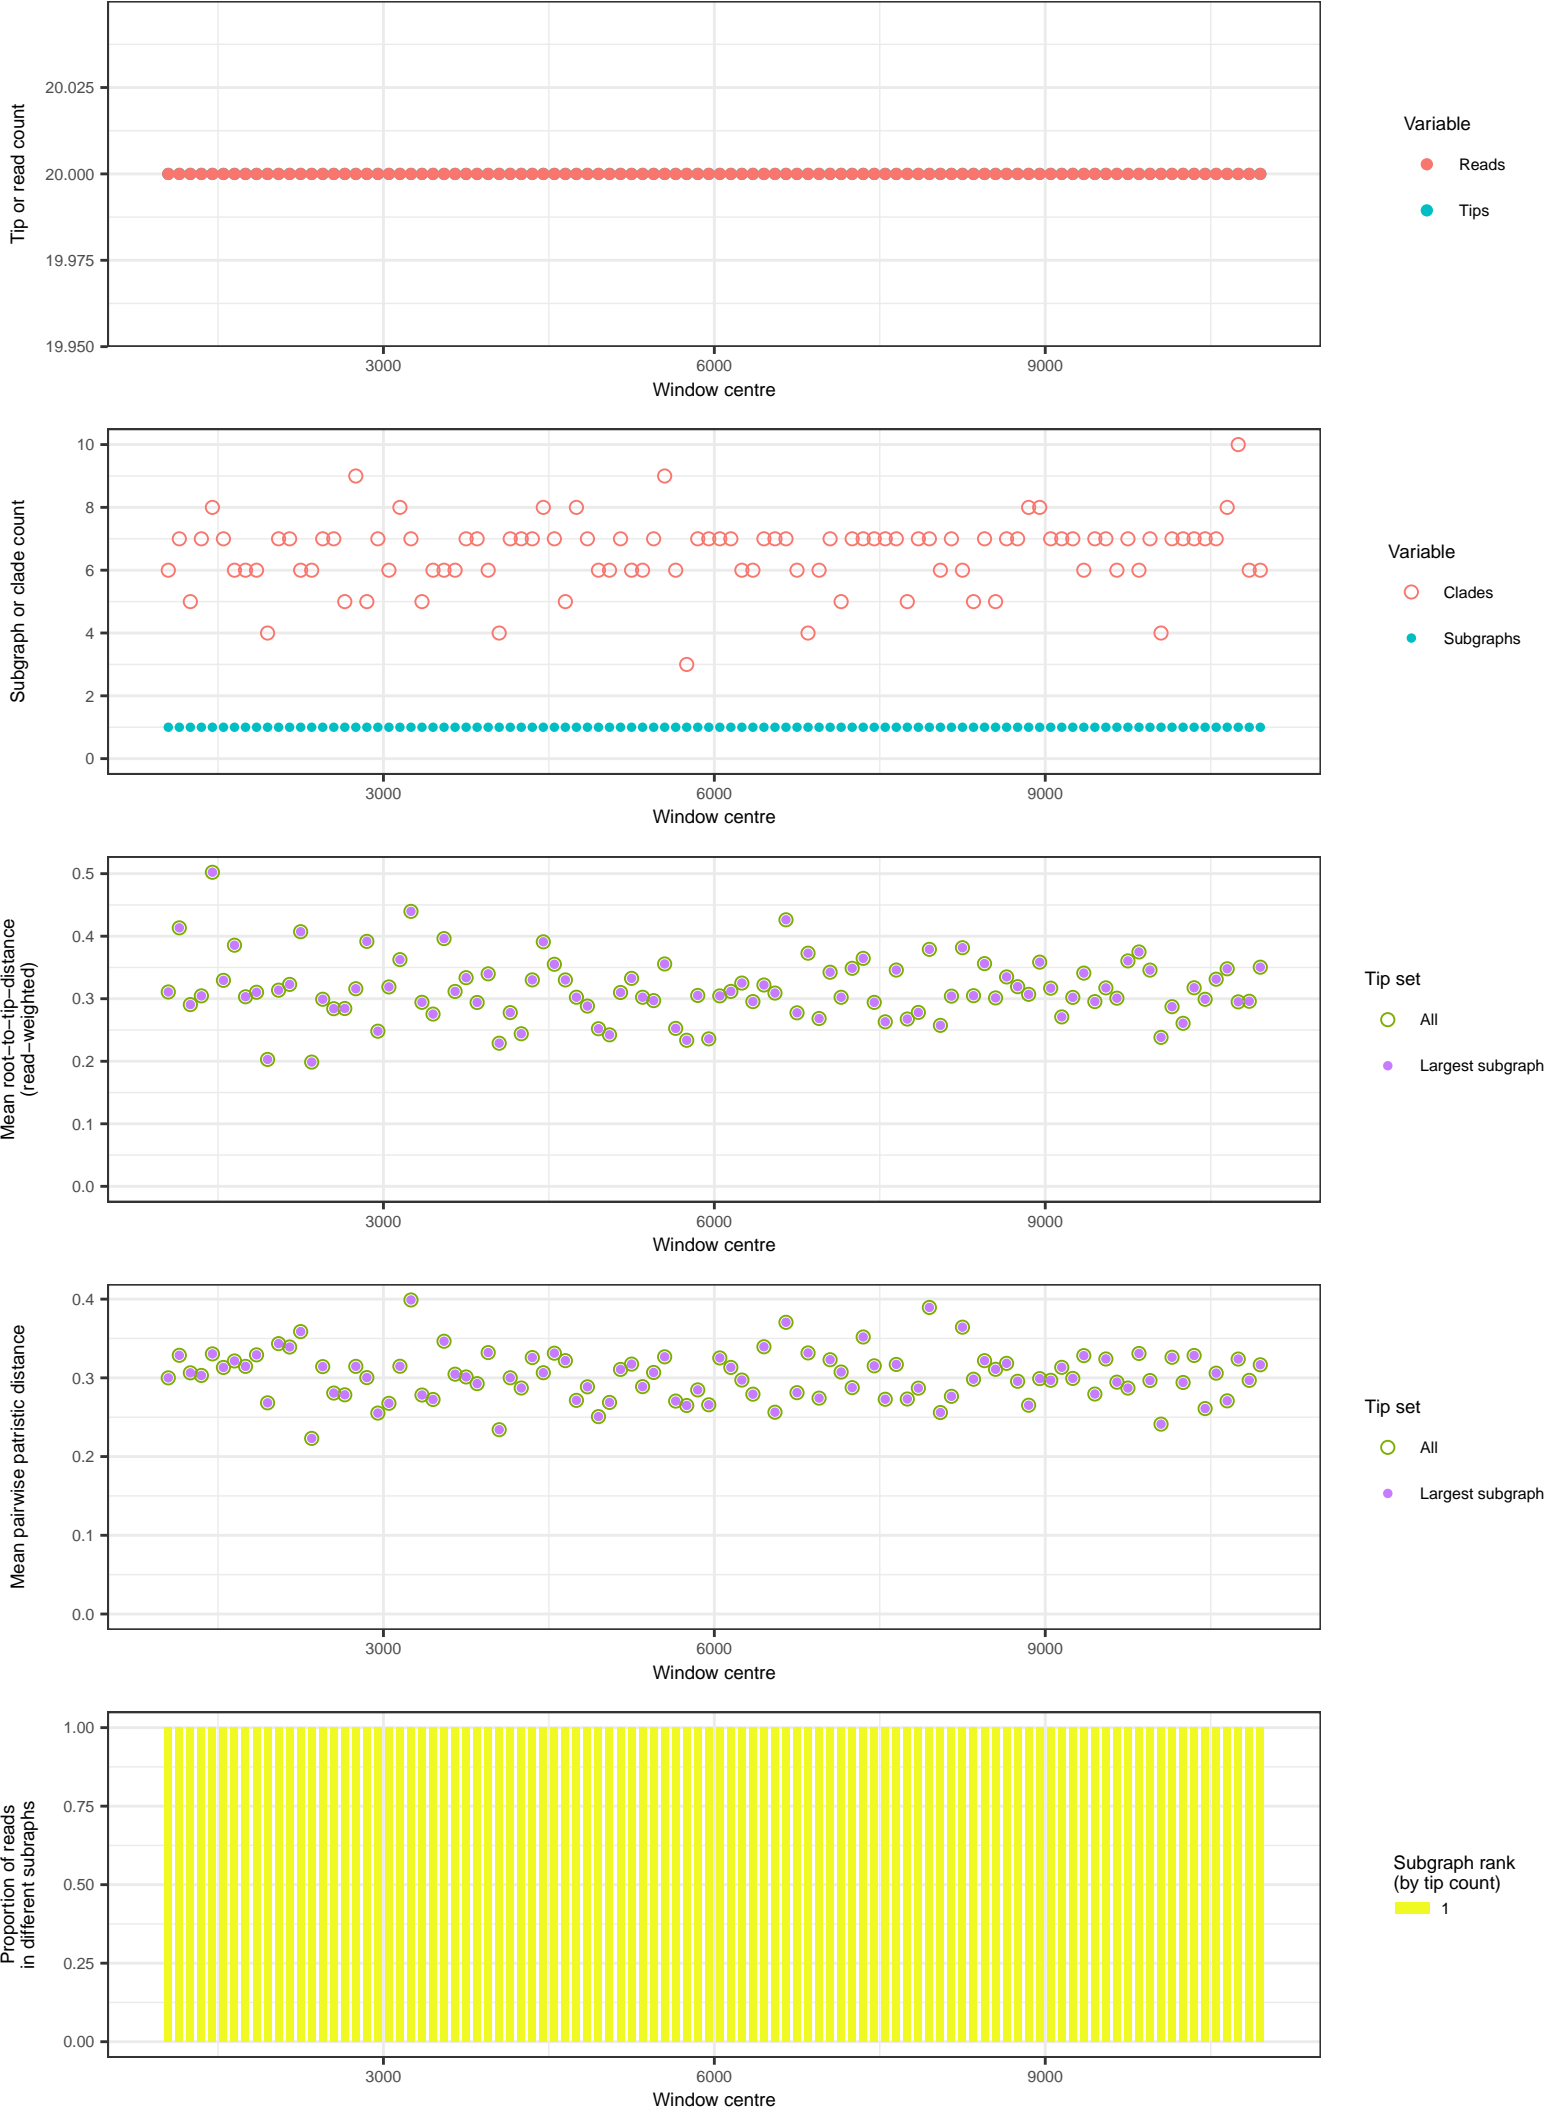 20.025
20.000
19.975
19.950
Tip or read count
3000
6000
9000
Window centre
Variable
Reads
Tips
10
8
6
4
2
0
Subgraph or clade count
3000
6000
9000
Window centre
Variable
Clades
Subgraphs
0.5
0.4
0.3
0.2
0.1
0.0
Mean root−to−tip−distance
(read−weighted)
3000
6000
9000
Window centre
Tip set
All
Largest subgraph
0.4
0.3
0.2
0.1
0.0
Mean pairwise patristic distance
3000
6000
9000
Window centre
Tip set
All
Largest subgraph
1.00
0.75
0.50
0.25
0.00
Proportion of reads
in different subraphs
3000
6000
9000
Window centre
Subgraph rank
(by tip count)
1